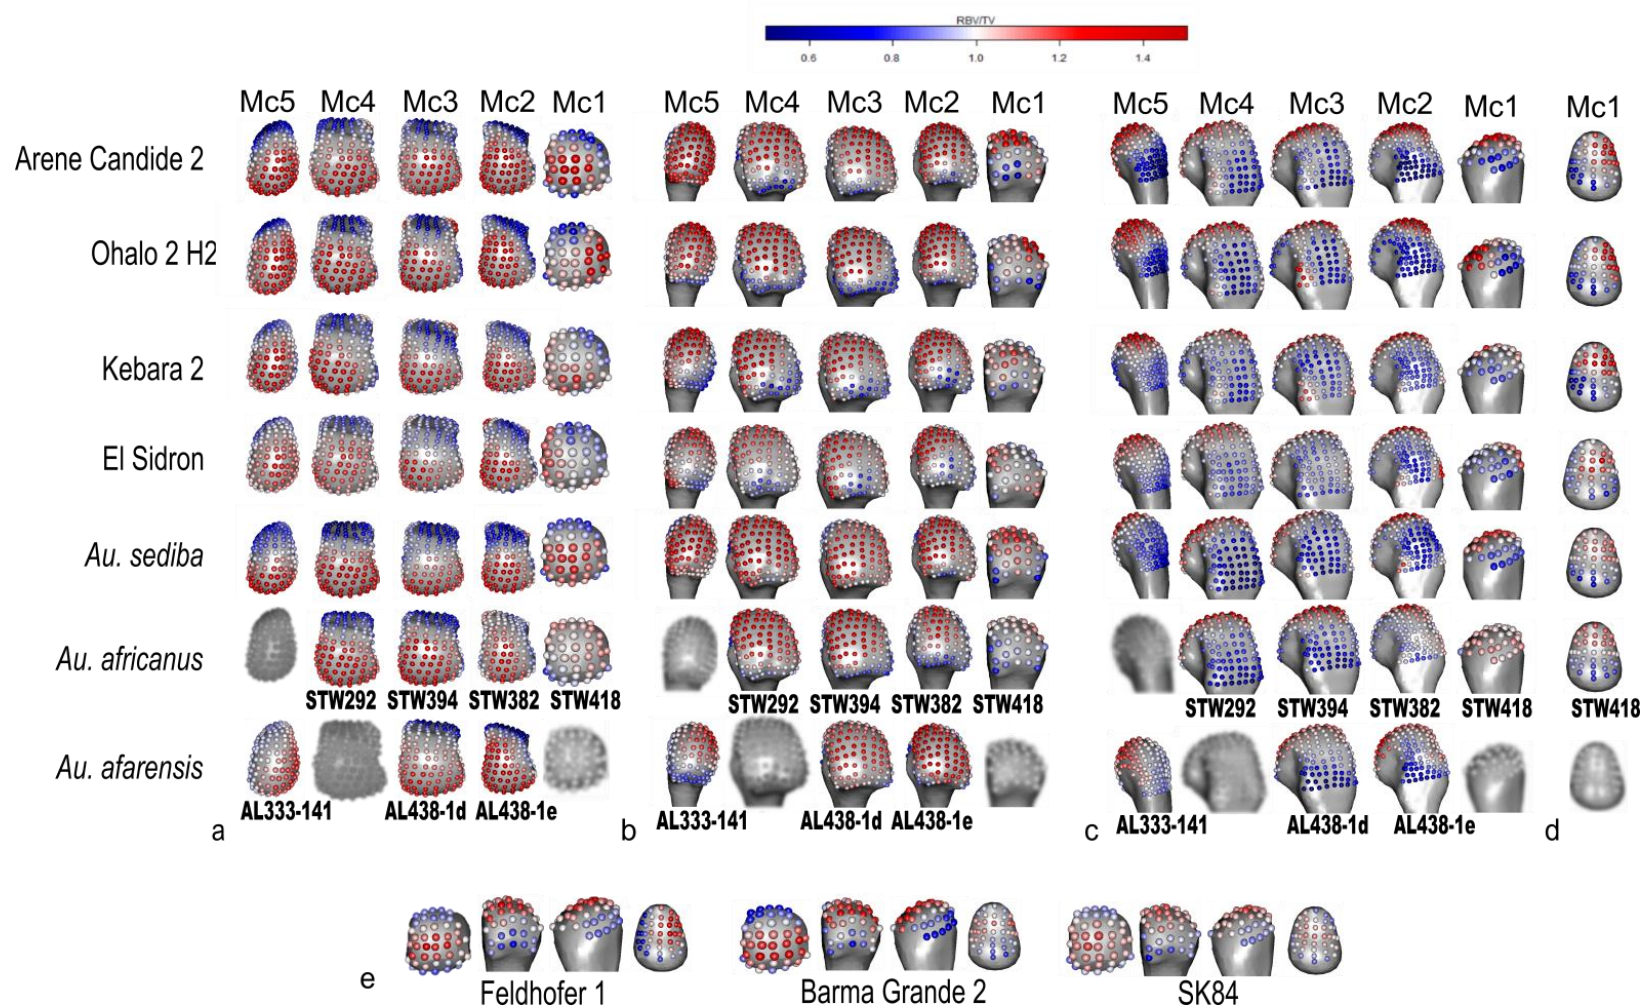 RBV/TV
0.6 0.8 1.0 1.2 1.4
Mc5 Mc4 Mc3 Mc2 Mc1 Mc5 Mc4 Mc3 Mc2 Mc1 Mc5 Mc4 Mc3 Mc2 Mc1 Mc1
Arene Candide 2
Ohalo 2 H2
Kebara 2
El Sidron
Au. sediba
Au. africanus
STW292 STW394 STW382 STW418 STW292 STW394 STW382 STW418 STW292 STW394 STW382 STW418 STW418
Au. afarensis
AL333-141 AL438-1d AL438-1e AL333-141 AL438-1d AL438-1e AL333-141 AL438-1d AL438-1e
a b c d
e
Feldhofer 1 Barma Grande 2 SK84